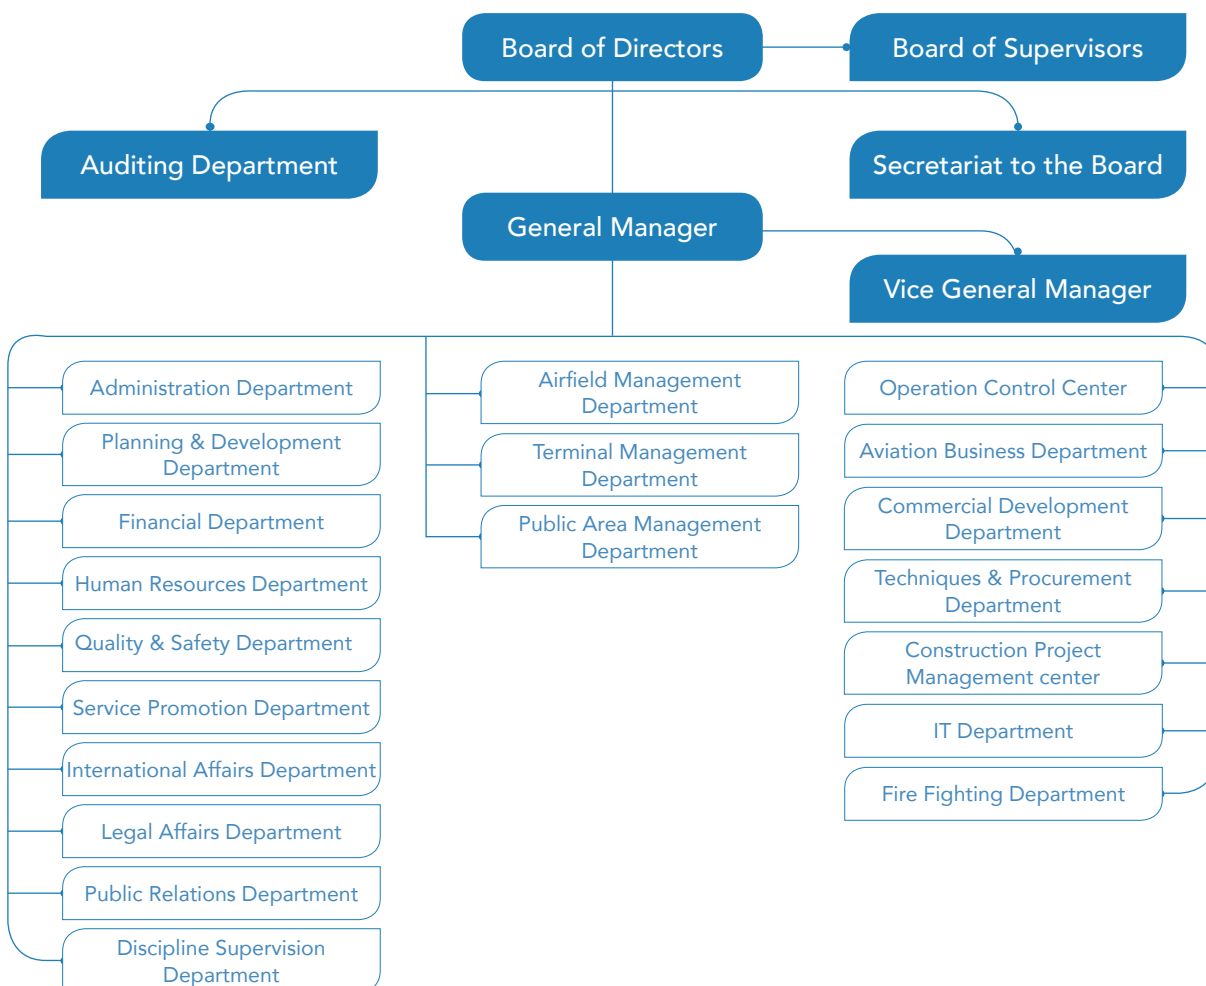 Board of Directors
Board of Supervisors
Auditing Department
Secretariat to the Board
General Manager
Vice General Manager
Administration Department
Planning & Development
Department
Financial Department
Human Resources Department
Quality & Safety Department
Service Promotion Department
International Affairs Department
Legal Affairs Department
Public Relations Department
Discipline Supervision
Department
Airfield Management
Department
Terminal Management
Department
Public Area Management
Department
Operation Control Center
Aviation Business Department
Commercial Development
Department
Techniques & Procurement
Department
Construction Project
Management center
IT Department
Fire Fighting Department